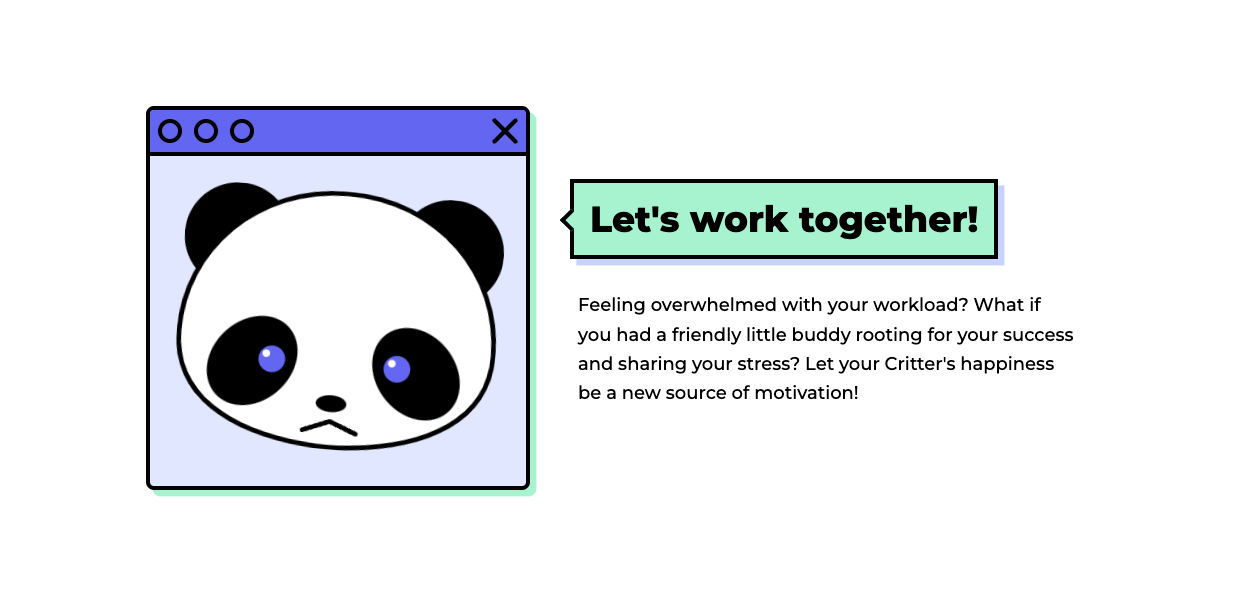 Let's work together!
Feeling overwhelmed with your workload? What if
you had a friendly little buddy rooting for your success
and sharing your stress? Let your Critter's happiness
be a new source of motivation!